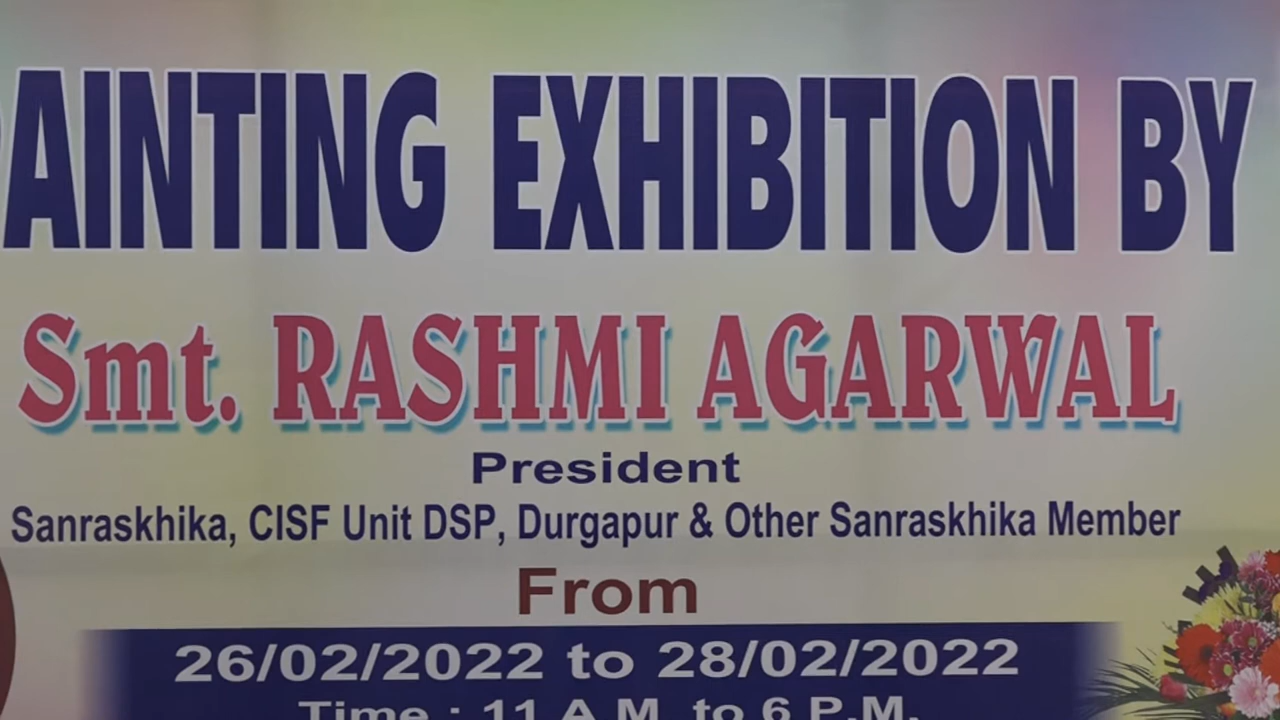 PAINTING EXHIBITION BY
Smt. RASHMI AGARWAL
President
Sanraskhika, CISF Unit DSP, Durgapur & Other Sanraskhika Member
From
26/02/2022 to 28/02/2022
Time : 11 A.M. to 6 P.M.